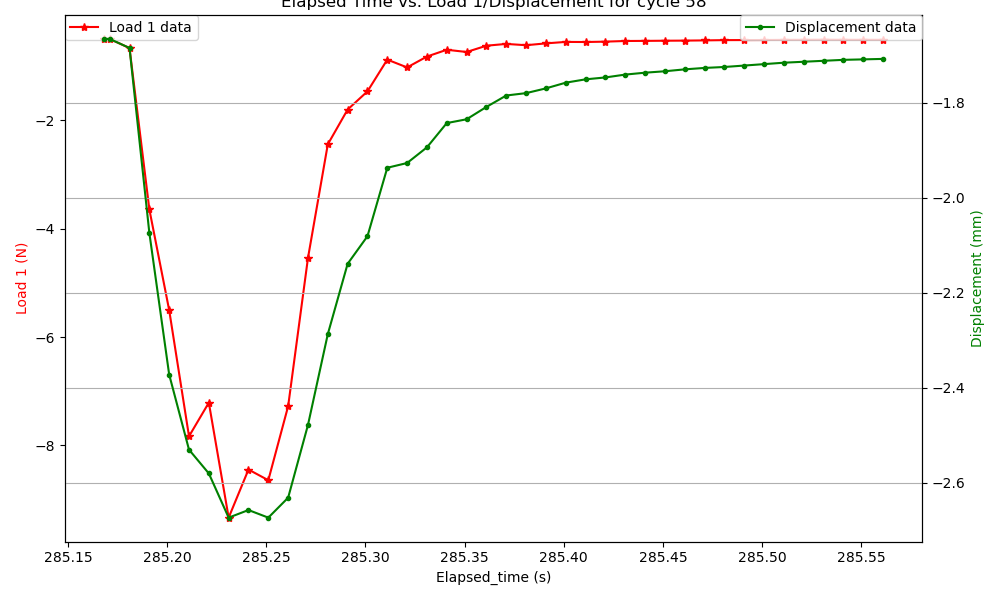 Elapsed Time vs. Load 1/Displacement for cycle 58
Load 1 data
Displacement data
Load 1 (N)
−2
−4
−6
−8
−1.8
−2.0
−2.2
−2.4
−2.6
Displacement (mm)
285.15 285.20 285.25 285.30 285.35 285.40 285.45 285.50 285.55
Elapsed_time (s)